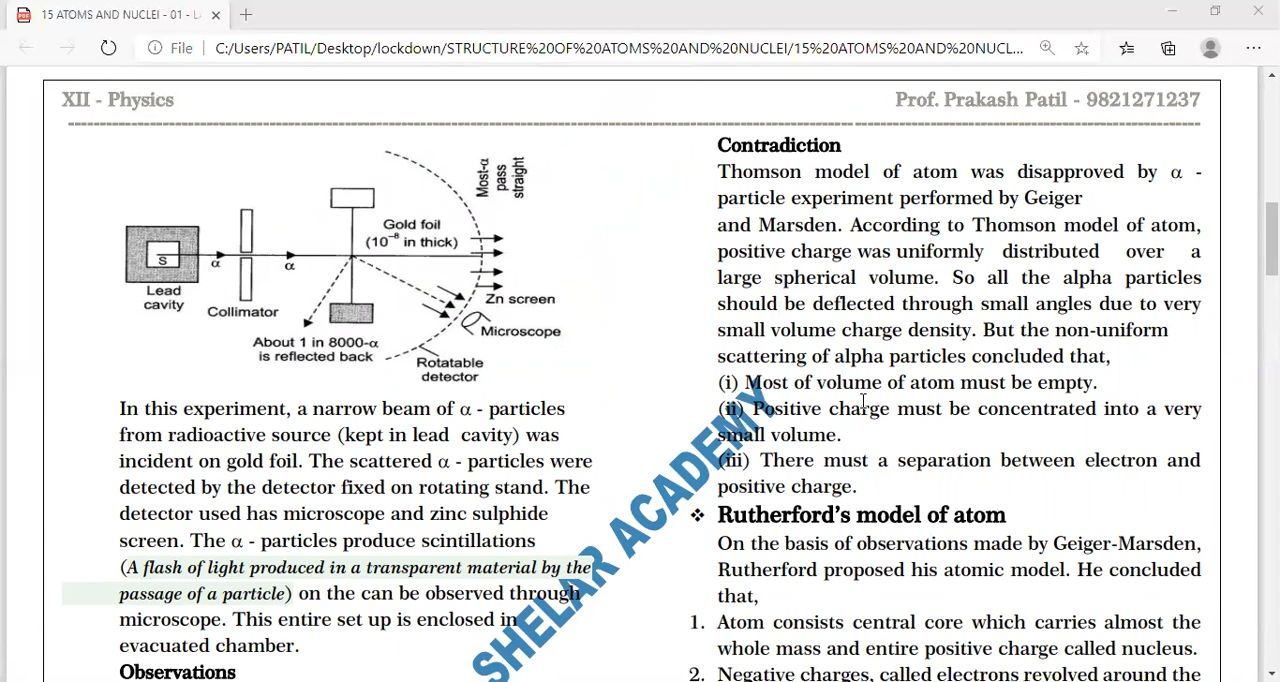 15 ATOMS AND NUCLEI - 01 - L
File
C:/Users/PATIL/Desktop/lockdown/STRUCTURE%20OF%20ATOMS%20AND%20NUCLEI/15%20ATOMS%20AND%20NUCL...
XII - Physics
Prof. Prakash Patil - 9821271237
Most-α
pass
straight
Gold foil
(10⁻⁸ in thick)
S
α
α
Lead
cavity
Collimator
Zn screen
Microscope
About 1 in 8000-α
is reflected back
Rotatable
detector
In this experiment, a narrow beam of α - particles
from radioactive source (kept in lead cavity) was
incident on gold foil. The scattered α - particles were
detected by the detector fixed on rotating stand. The
detector used has microscope and zinc sulphide
screen. The α - particles produce scintillations
(A flash of light produced in a transparent material by the
passage of a particle) on the can be observed through
microscope. This entire set up is enclosed in
evacuated chamber.
Observations
Contradiction
Thomson model of atom was disapproved by α -
particle experiment performed by Geiger
and Marsden. According to Thomson model of atom,
positive charge was uniformly distributed over a
large spherical volume. So all the alpha particles
should be deflected through small angles due to very
small volume charge density. But the non-uniform
scattering of alpha particles concluded that,
(i) Most of volume of atom must be empty.
(ii) Positive charge must be concentrated into a very
small volume.
(iii) There must a separation between electron and
positive charge.
❖ Rutherford's model of atom
On the basis of observations made by Geiger-Marsden,
Rutherford proposed his atomic model. He concluded
that,
1. Atom consists central core which carries almost the
whole mass and entire positive charge called nucleus.
2. Negative charges, called electrons revolved around the
SHELAR ACADEMY